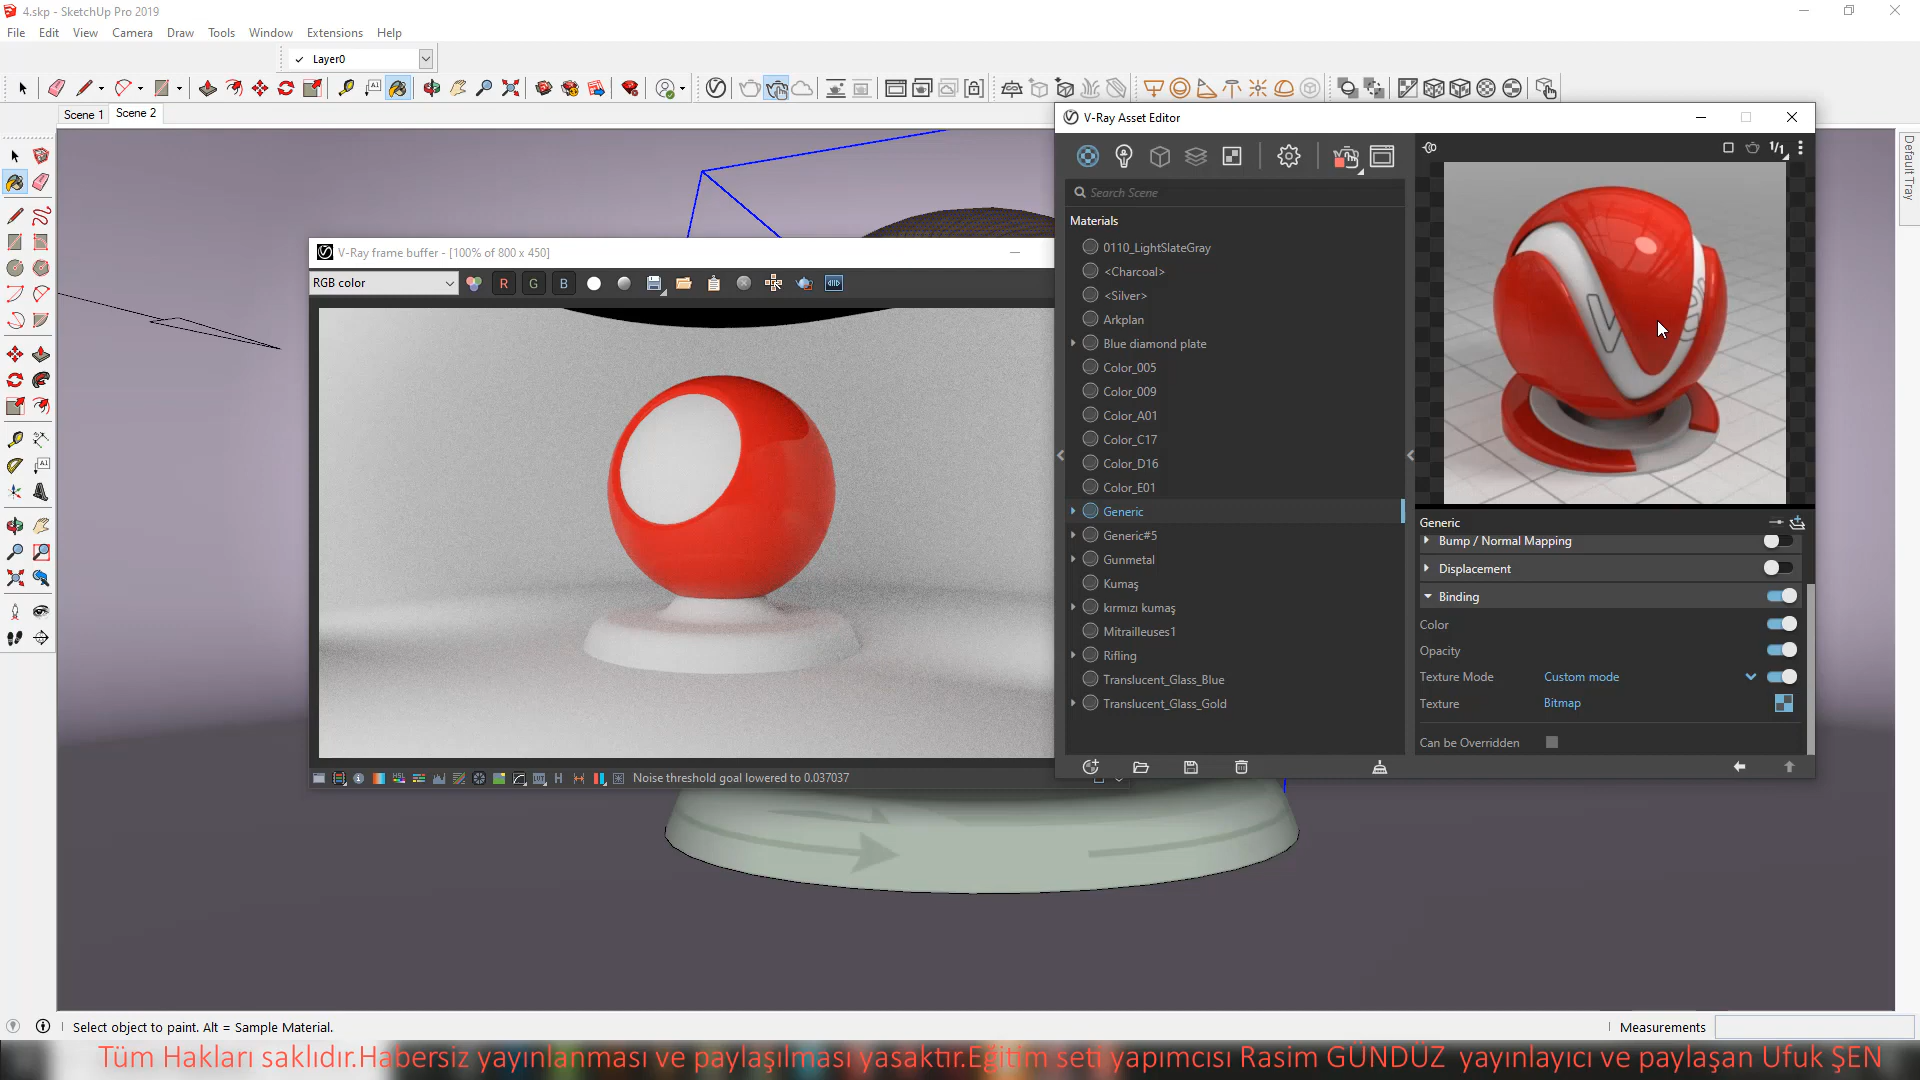 4.skp - SketchUp Pro 2019
File Edit View Camera Draw Tools Window Extensions Help
Layer0
Scene 1 Scene 2
V-Ray Asset Editor
Default Tray
Search Scene
Materials
0110_LightSlateGray
<Charcoal>
<Silver>
Arkplan
Blue diamond plate
Color_005
Color_009
Color_A01
Color_C17
Color_D16
Color_E01
Generic
Generic#5
Gunmetal
Kumaş
kırmızı kumaş
Mitrailleuses1
Rifling
Translucent_Glass_Blue
Translucent_Glass_Gold
1/1
Generic
Bump / Normal Mapping
Displacement
Binding
Color
Opacity
Texture Mode Custom mode
Texture Bitmap
Can be Overridden
V-Ray frame buffer - [100% of 800 x 450]
RGB color
R G B
HSL
H
Noise threshold goal lowered to 0.037037
Select object to paint. Alt = Sample Material.
Measurements
Tüm Hakları saklıdır.Habersiz yayınlanması ve paylaşılması yasaktır.Eğitim seti yapımcısı Rasim GÜNDÜZ yayınlayıcı ve paylaşan Ufuk ŞEN